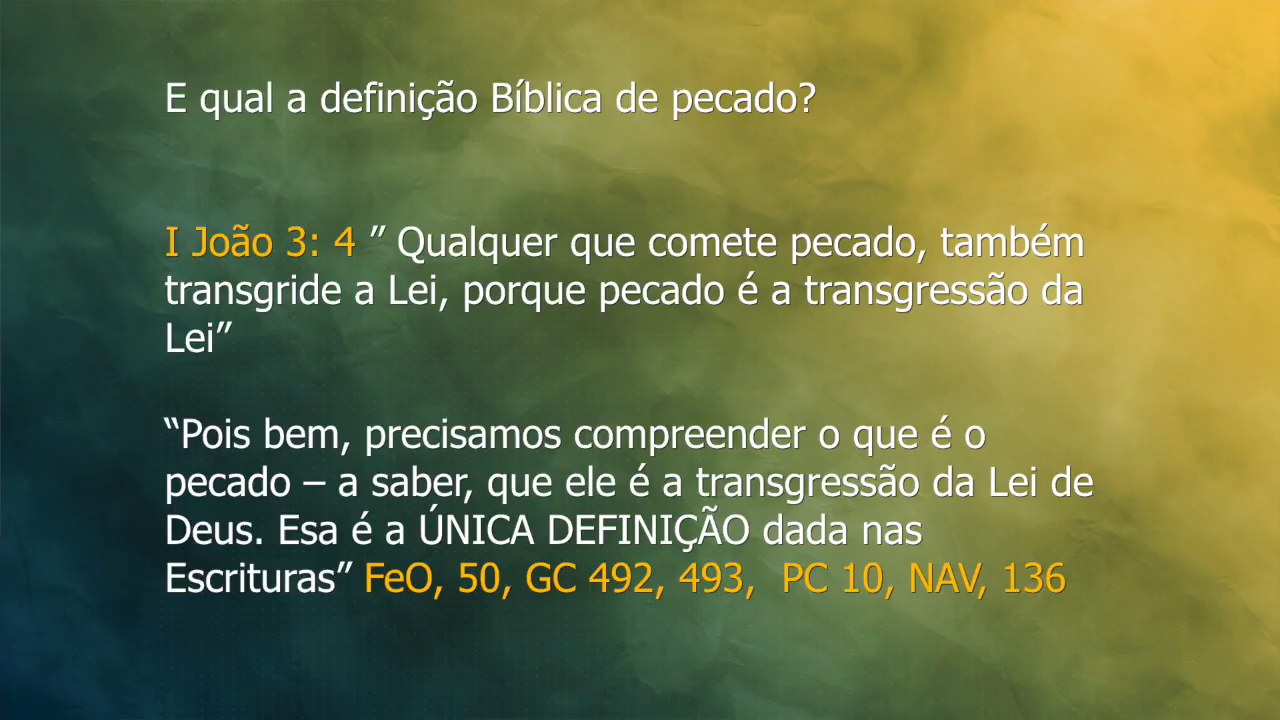 E qual a definição Bíblica de pecado?
I João 3: 4 ” Qualquer que comete pecado, também
transgride a Lei, porque pecado é a transgressão da
Lei”
“Pois bem, precisamos compreender o que é o
pecado – a saber, que ele é a transgressão da Lei de
Deus. Esa é a ÚNICA DEFINIÇÃO dada nas
Escrituras” FeO, 50, GC 492, 493, PC 10, NAV, 136